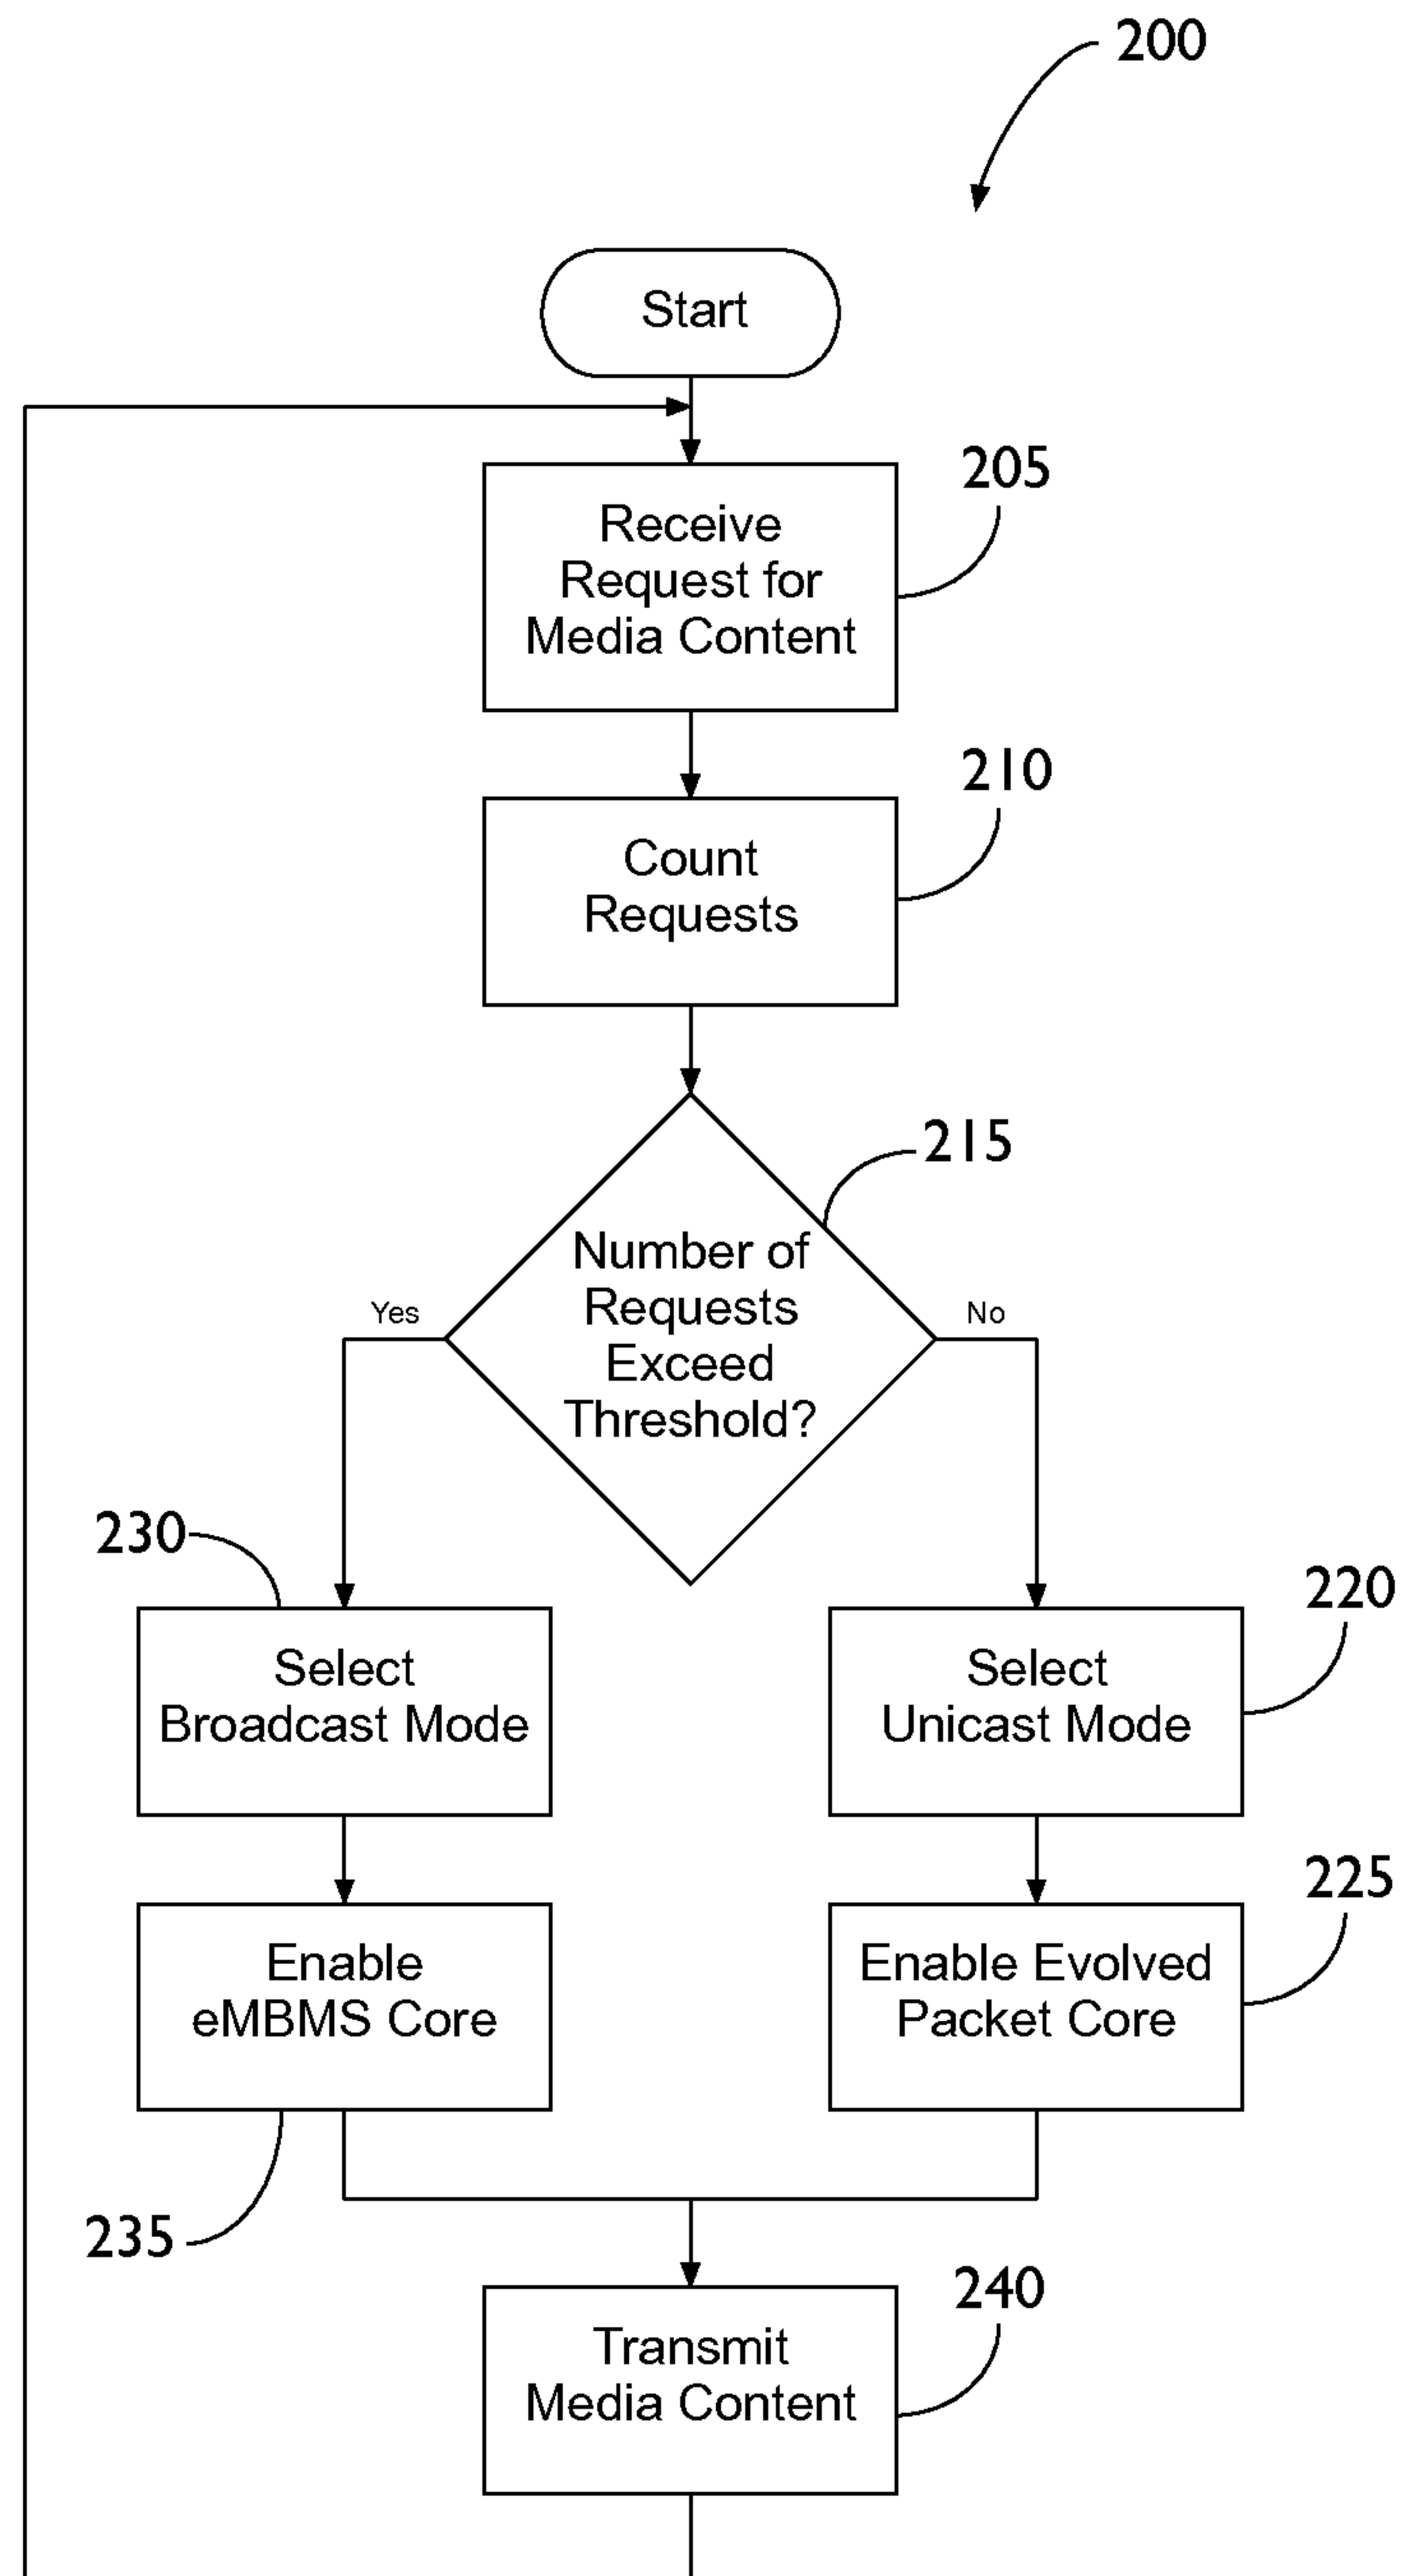 200
Start
205
Receive
Request for
Media Content
210
Count
Requests
215
Number of
Requests
Exceed
Threshold?
Yes
No
230
Select
Broadcast Mode
220
Select
Unicast Mode
225
Enable
eMBMS Core
Enable Evolved
Packet Core
235
240
Transmit
Media Content